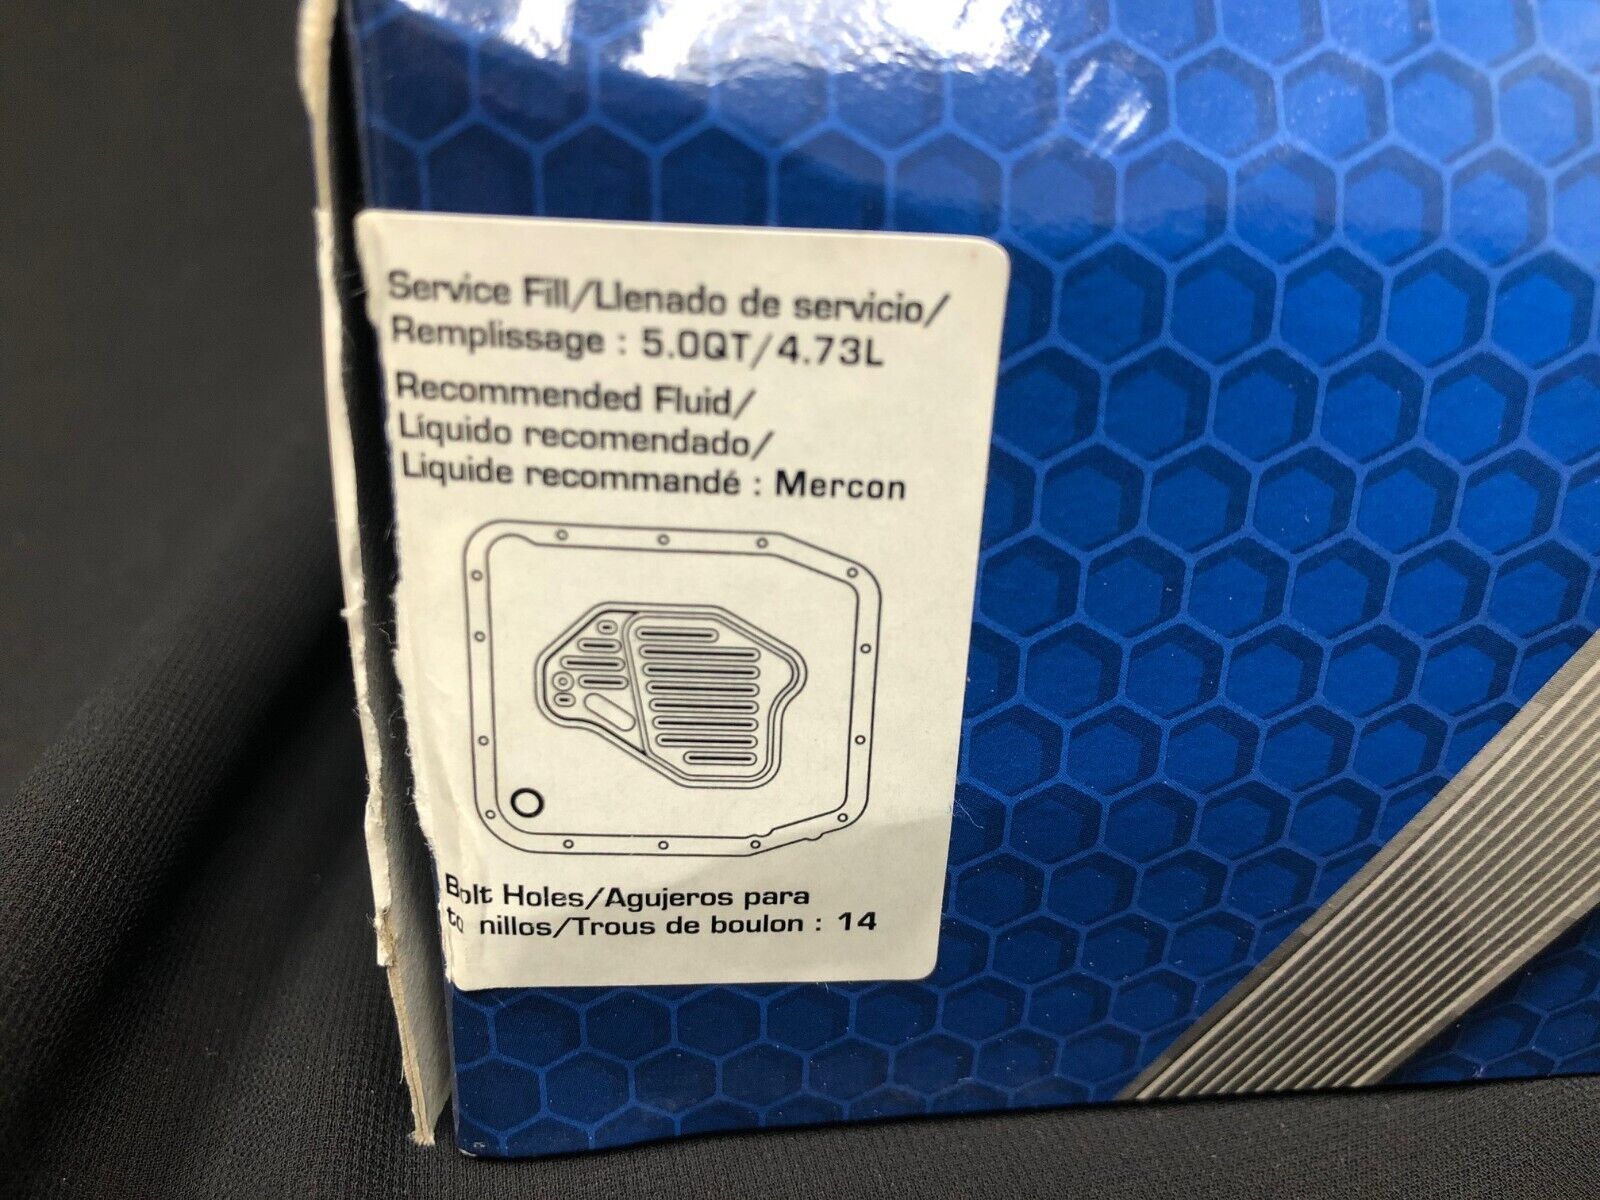 Service Fill/Llenado de servicio/
Remplissage : 5.0QT/4.73L
Recommended Fluid/
Líquido recomendado/
Liquide recommandé : Mercon
Bolt Holes/Agujeros para
to nillos/Trous de boulon : 14